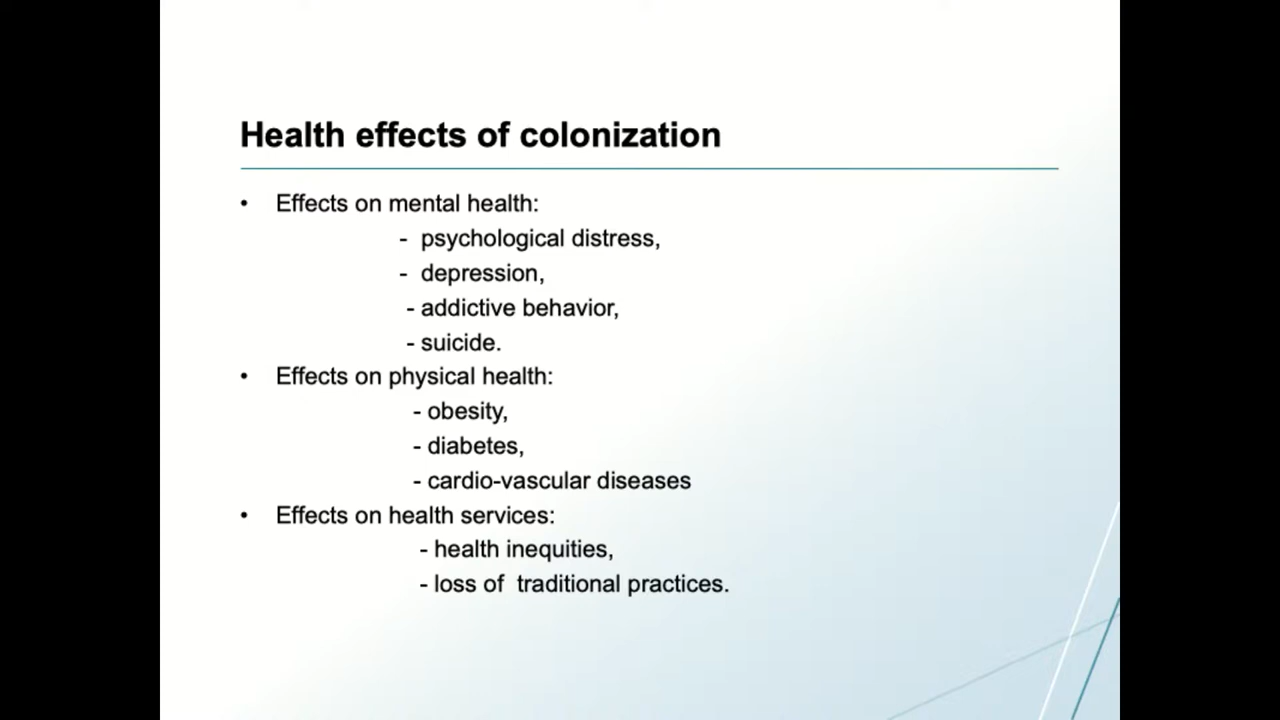 Health effects of colonization
• Effects on mental health:
- psychological distress,
- depression,
- addictive behavior,
- suicide.
• Effects on physical health:
- obesity,
- diabetes,
- cardio-vascular diseases
• Effects on health services:
- health inequities,
- loss of  traditional practices.